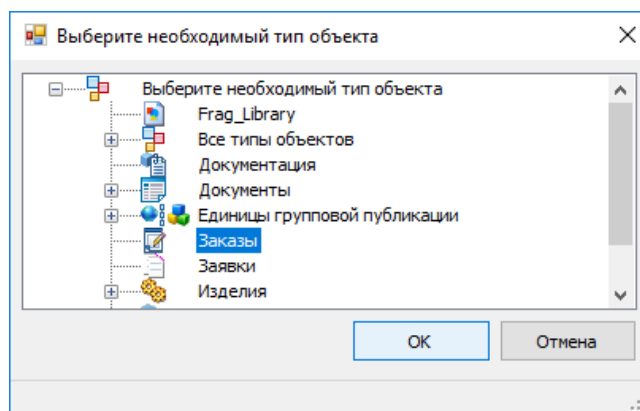 Выберите необходимый тип объекта
Выберите необходимый тип объекта
Frag_Library
Все типы объектов
Документация
Документы
Единицы групповой публикации
Заказы
Заявки
Изделия
ОК Отмена